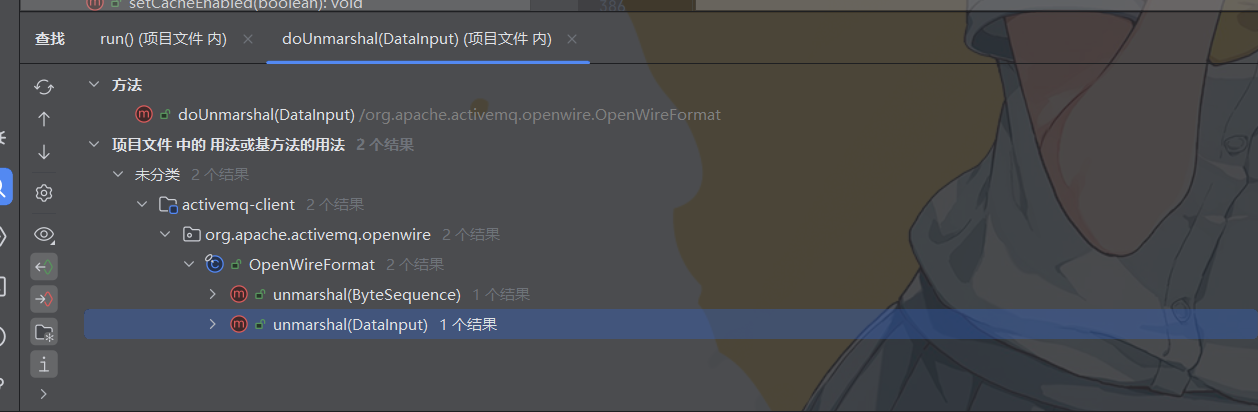 setCacheEnabled(boolean): void
386
查找 run() (项目文件 内) × doUnmarshal(DataInput) (项目文件 内) ×
方法
doUnmarshal(DataInput) /org.apache.activemq.openwire.OpenWireFormat
项目文件 中的 用法或基方法的用法 2 个结果
未分类 2 个结果
activemq-client 2 个结果
org.apache.activemq.openwire 2 个结果
OpenWireFormat 2 个结果
unmarshal(ByteSequence) 1 个结果
unmarshal(DataInput) 1 个结果